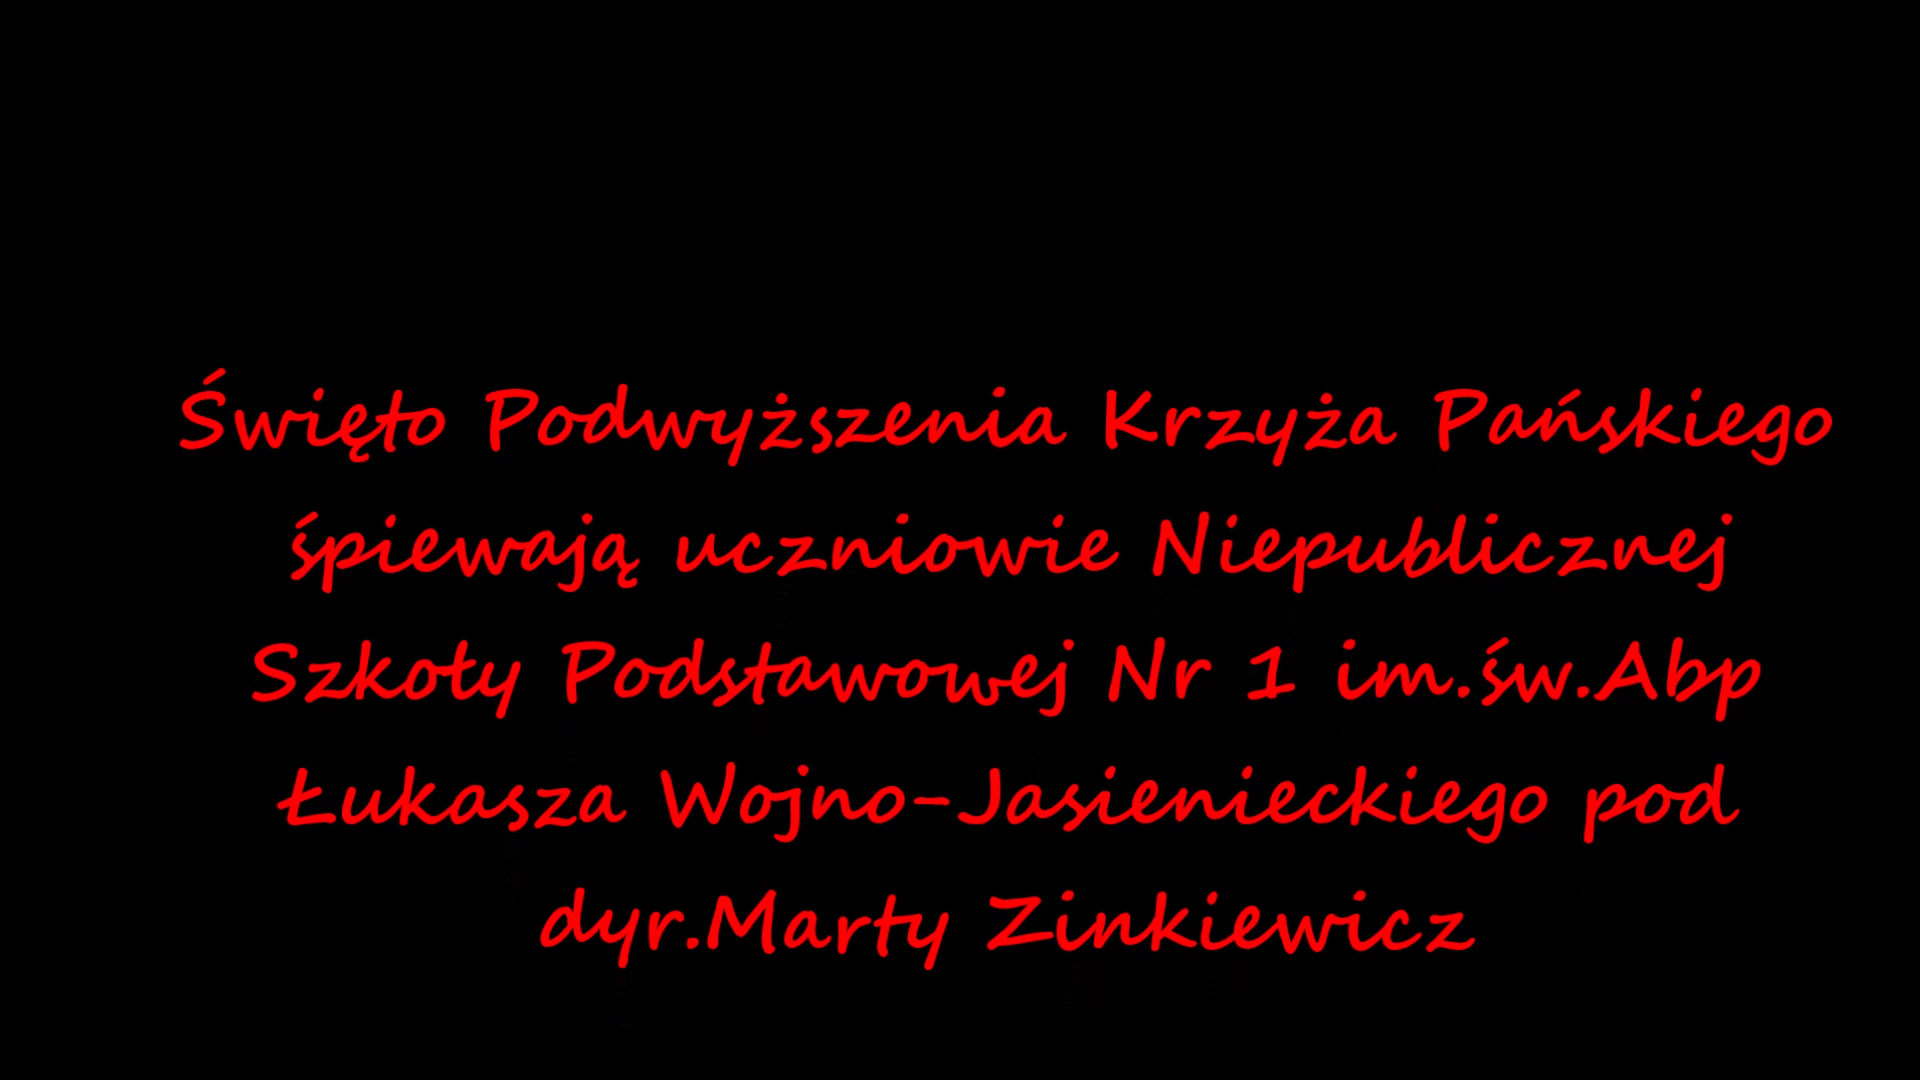 Święto Podwyższenia Krzyża Pańskiego
śpiewają uczniowie Niepublicznej
Szkoły Podstawowej Nr 1 im.św.Abp
Łukasza Wojno-Jasienieckiego pod
dyr.Marty Zinkiewicz